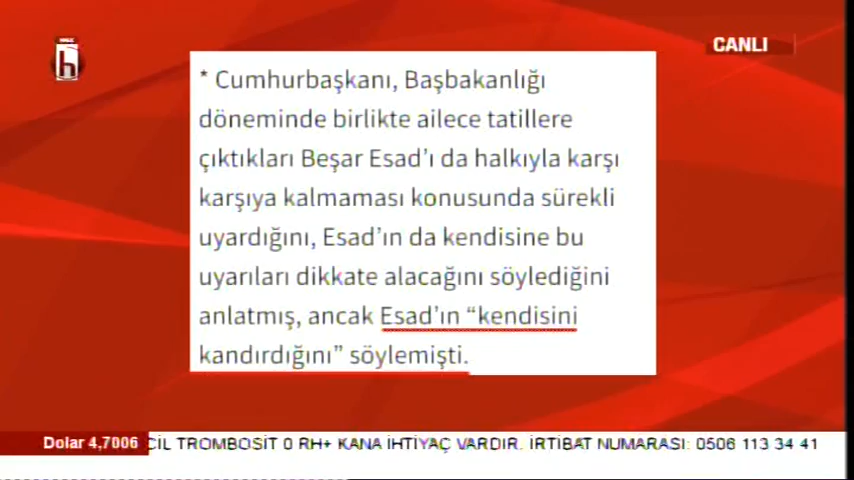 HALK
h
CANLI
* Cumhurbaşkanı, Başbakanlığı
döneminde birlikte ailece tatillere
çıktıkları Beşar Esad’ı da halkıyla karşı
karşıya kalmaması konusunda sürekli
uyardığını, Esad’ın da kendisine bu
uyarıları dikkate alacağını söylediğini
anlatmış, ancak Esad’ın “kendisini
kandırdığını” söylemişti.
Dolar 4,7006 CİL TROMBOSİT 0 RH+ KANA İHTİYAÇ VARDIR. İRTİBAT NUMARASI: 0506 113 34 41